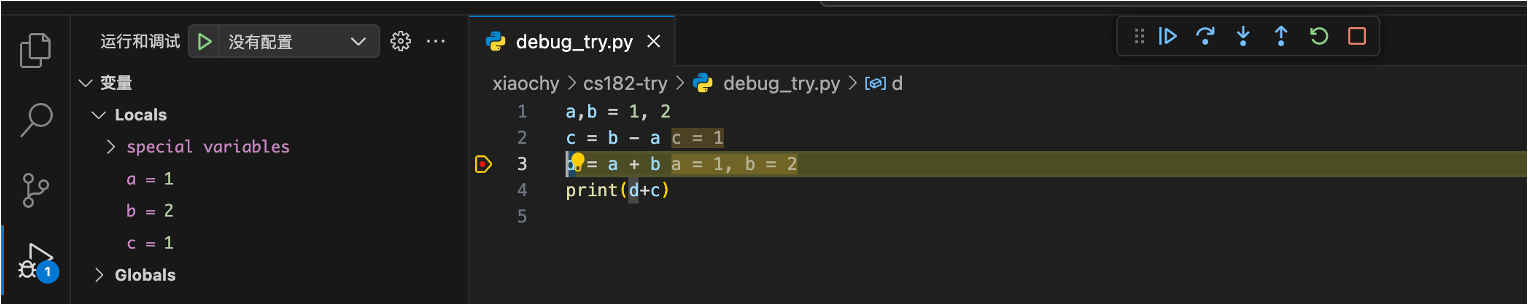 运行和调试 没有配置
变量
Locals
special variables
a = 1
b = 2
c = 1
Globals
1
debug_try.py
xiaochy > cs182-try > debug_try.py > d
1 a,b = 1, 2
2 c = b - a c = 1
3 d = a + b a = 1, b = 2
4 print(d+c)
5